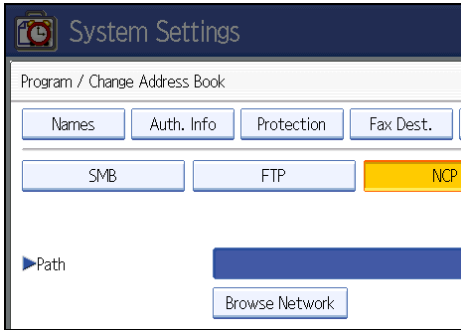 System Settings
Program / Change Address Book
Names Auth. Info Protection Fax Dest.
SMB FTP NCP
▶Path
Browse Network